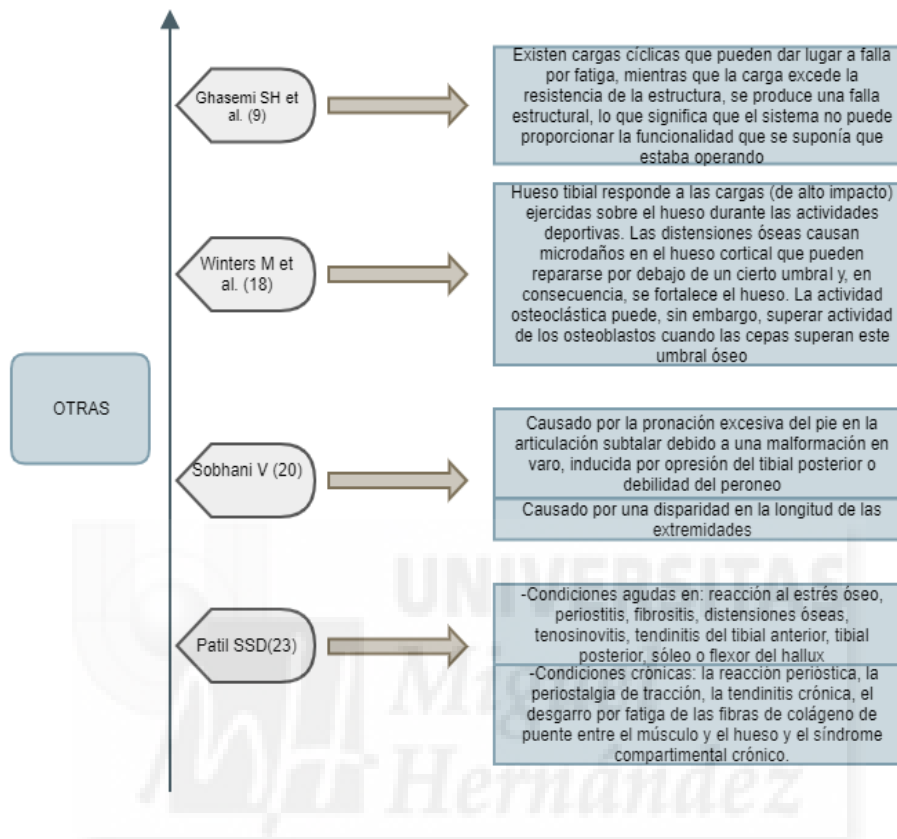 Ghasemi SH et
al. (9)
Existen cargas cíclicas que pueden dar lugar a falla
por fatiga, mientras que la carga excede la
resistencia de la estructura, se produce una falla
estructural, lo que significa que el sistema no puede
proporcionar la funcionalidad que se suponía que
estaba operando
Winters M et
al. (18)
Hueso tibial responde a las cargas (de alto impacto)
ejercidas sobre el hueso durante las actividades
deportivas. Las distensiones óseas causan
microdaños en el hueso cortical que pueden
repararse por debajo de un cierto umbral y, en
consecuencia, se fortalece el hueso. La actividad
osteoclástica puede, sin embargo, superar actividad
de los osteoblastos cuando las cepas superan este
umbral óseo
OTRAS
Sobhani V (20)
Causado por la pronación excesiva del pie en la
articulación subtalar debido a una malformación en
varo, inducida por opresión del tibial posterior o
debilidad del peroneo
Causado por una disparidad en la longitud de las
extremidades
Patil SSD(23)
-Condiciones agudas en: reacción al estrés óseo,
periostitis, fibrositis, distensiones óseas,
tenosinovitis, tendinitis del tibial anterior, tibial
posterior, sóleo o flexor del hallux
-Condiciones crònicas: la reacción perióstica, la
periostalgia de tracción, la tendinitis crónica, el
desgarro por fatiga de las fibras de colágeno de
puente entre el músculo y el hueso y el síndrome
compartimental crónico.
UNIVERSITAS
Miguel
Hernández